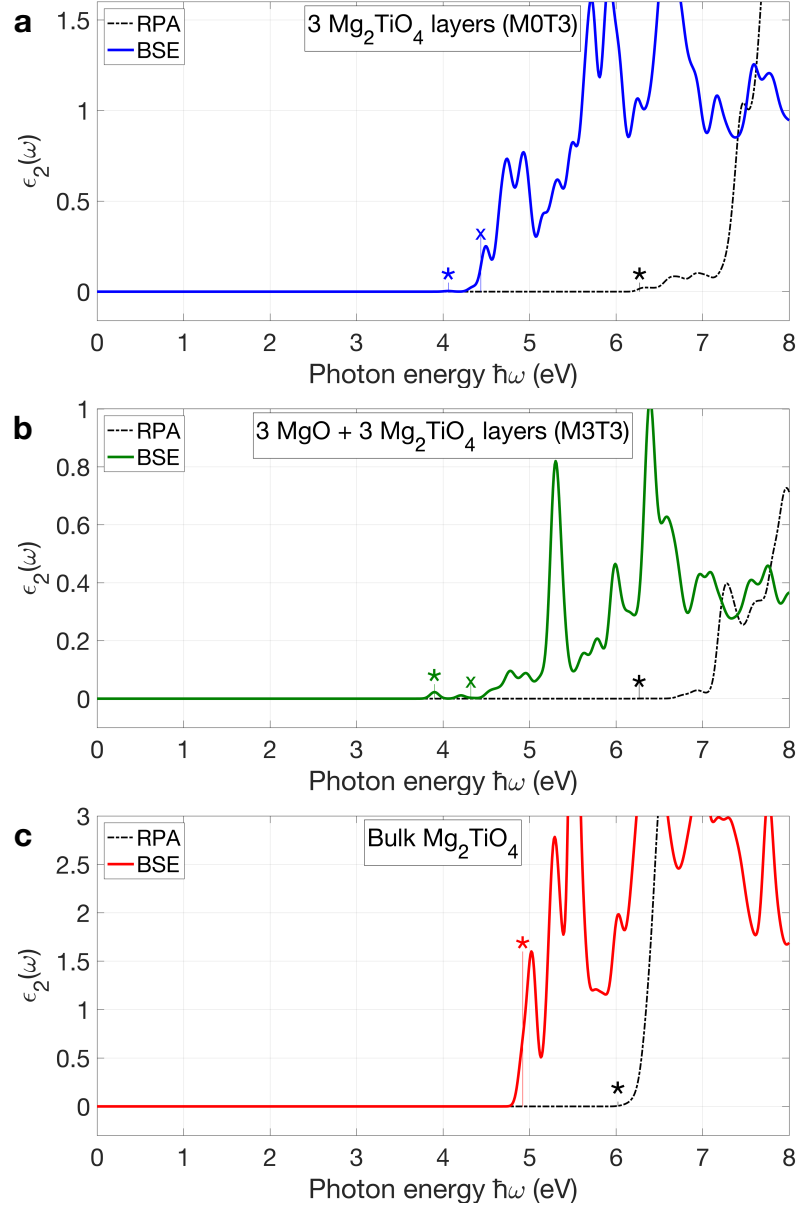 a
3 Mg₂TiO₄ layers (M0T3)
RPA
BSE
ϵ₂(ω)
1.5
1
0.5
0
*
x
*
0 1 2 3 4 5 6 7 8
Photon energy ħω (eV)
b
3 MgO + 3 Mg₂TiO₄ layers (M3T3)
RPA
BSE
ϵ₂(ω)
1
0.8
0.6
0.4
0.2
0
*
x
*
0 1 2 3 4 5 6 7 8
Photon energy ħω (eV)
c
Bulk Mg₂TiO₄
RPA
BSE
ϵ₂(ω)
3
2.5
2
1.5
1
0.5
0
*
*
0 1 2 3 4 5 6 7 8
Photon energy ħω (eV)